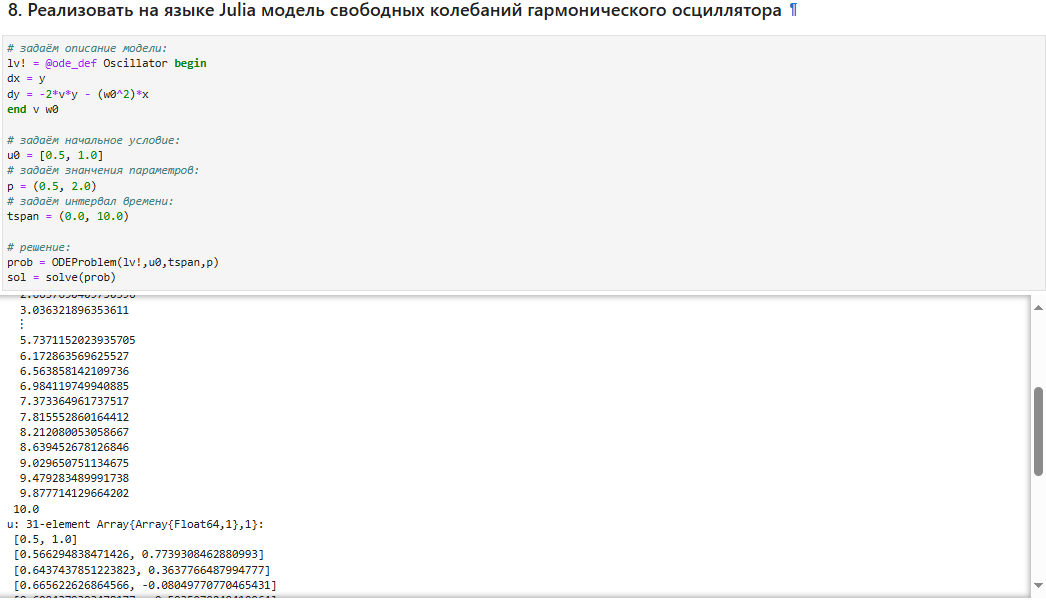 8. Реализовать на языке Julia модель свободных колебаний гармонического осциллятора ¶
# задаём описание модели:
lv! = @ode_def Oscillator begin
dx = y
dy = -2*v*y - (w0^2)*x
end v w0
# задаём начальное условие:
u0 = [0.5, 1.0]
# задаём знанчения параметров:
p = (0.5, 2.0)
# задаём интервал времени:
tspan = (0.0, 10.0)
# решение:
prob = ODEProblem(lv!,u0,tspan,p)
sol = solve(prob)
3.036321896353611
⋮
5.7371152023935705
6.172863569625527
6.563858142109736
6.984119749940885
7.373364961737517
7.815552860164412
8.212080053058667
8.639452678126846
9.029650751134675
9.479283489991738
9.877714129664202
10.0
u: 31-element Array{Array{Float64,1},1}:
[0.5, 1.0]
[0.566294838471426, 0.7739308462880993]
[0.6437437851223823, 0.3637766487994777]
[0.665622626864566, -0.08049770770465431]